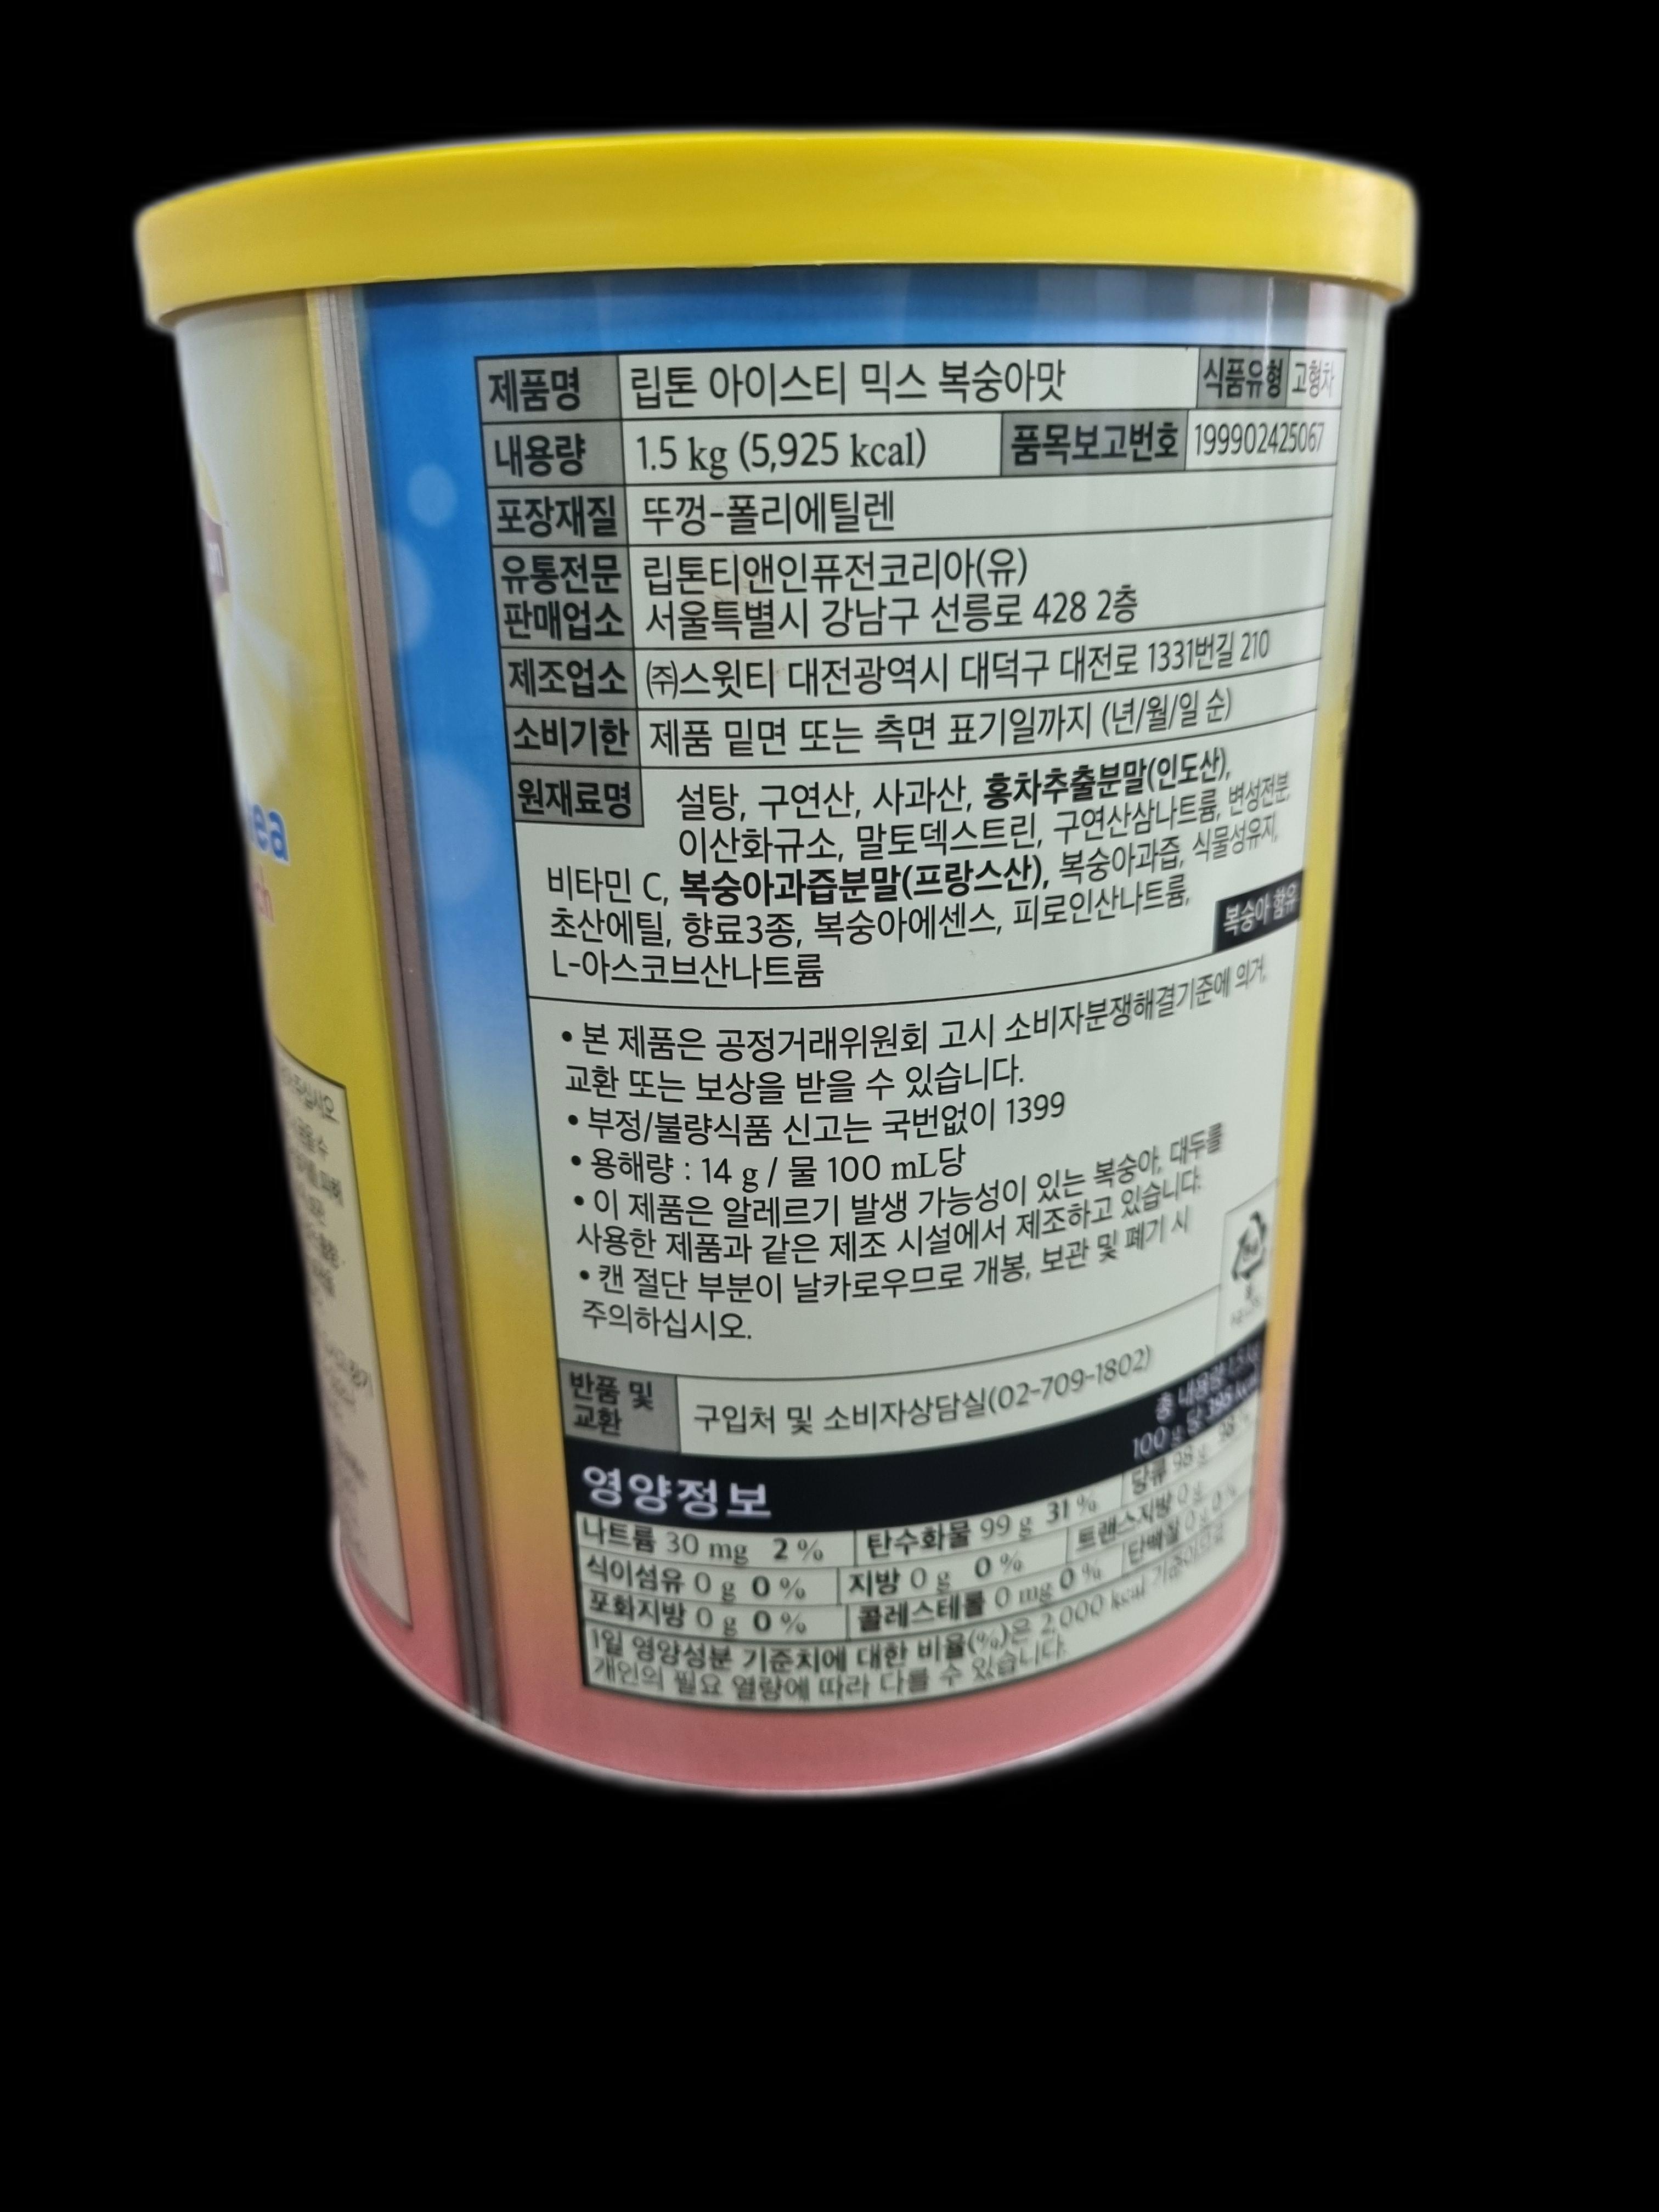 제품명 립톤 아이스티 믹스 복숭아맛 식품유형 고형차
내용량 1.5 kg (5,925 kcal) 품목보고번호 199902425067
포장재질 뚜껑-폴리에틸렌
유통전문 립톤티앤인퓨전코리아(유)
판매업소 서울특별시 강남구 선릉로 428 2층
제조업소 ㈜스윗티 대전광역시 대덕구 대전로 1331번길 210
소비기한 제품 밑면 또는 측면 표기일까지 (년/월/일 순)
원재료명 설탕, 구연산, 사과산, 홍차추출분말(인도산),
이산화규소, 말토덱스트린, 구연산삼나트륨, 변성전분,
비타민 C, 복숭아과즙분말(프랑스산), 복숭아과즙, 식물성유지,
초산에틸, 향료3종, 복숭아에센스, 피로인산나트륨,
L-아스코브산나트륨
복숭아 함유
• 본 제품은 공정거래위원회 고시 소비자분쟁해결기준에 의거,
교환 또는 보상을 받을 수 있습니다.
• 부정/불량식품 신고는 국번없이 1399
• 용해량 : 14 g / 물 100 mL당
• 이 제품은 알레르기 발생 가능성이 있는 복숭아, 대두를
사용한 제품과 같은 제조 시설에서 제조하고 있습니다.
• 캔 절단 부분이 날카로우므로 개봉, 보관 및 폐기 시
주의하십시오.
반품 및
교환
구입처 및 소비자상담실(02-709-1802)
영양정보
총 내용량 1.5 kg
100 g 당 395 kcal
나트륨 30 mg 2 % 탄수화물 99 g 31 % 당류 98 g 98
식이섬유 0 g 0 % 지방 0 g 0 % 트랜스지방 0 g
포화지방 0 g 0 % 콜레스테롤 0 mg 0 % 단백질 0 g 0 %
1일 영양성분 기준치에 대한 비율(%)은 2,000 kcal 기준이므로
개인의 필요 열량에 따라 다를 수 있습니다.